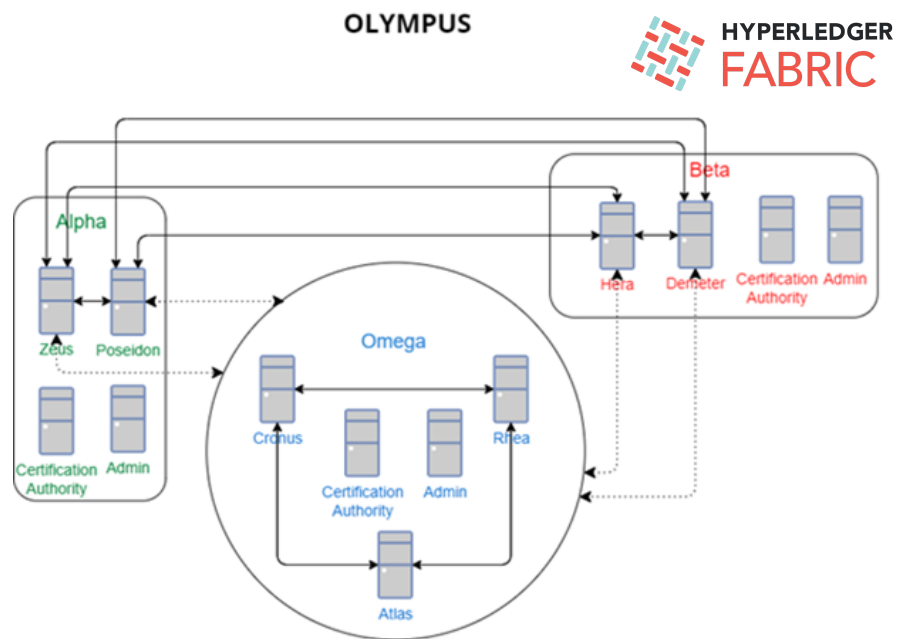 OLYMPUS
HYPERLEDGER
FABRIC
Beta
Alpha
Hera
Demeter
Certification
Authority
Admin
Zeus
Poseidon
Omega
Cronus
Rhea
Certification
Authority
Admin
Certification
Authority
Admin
Atlas